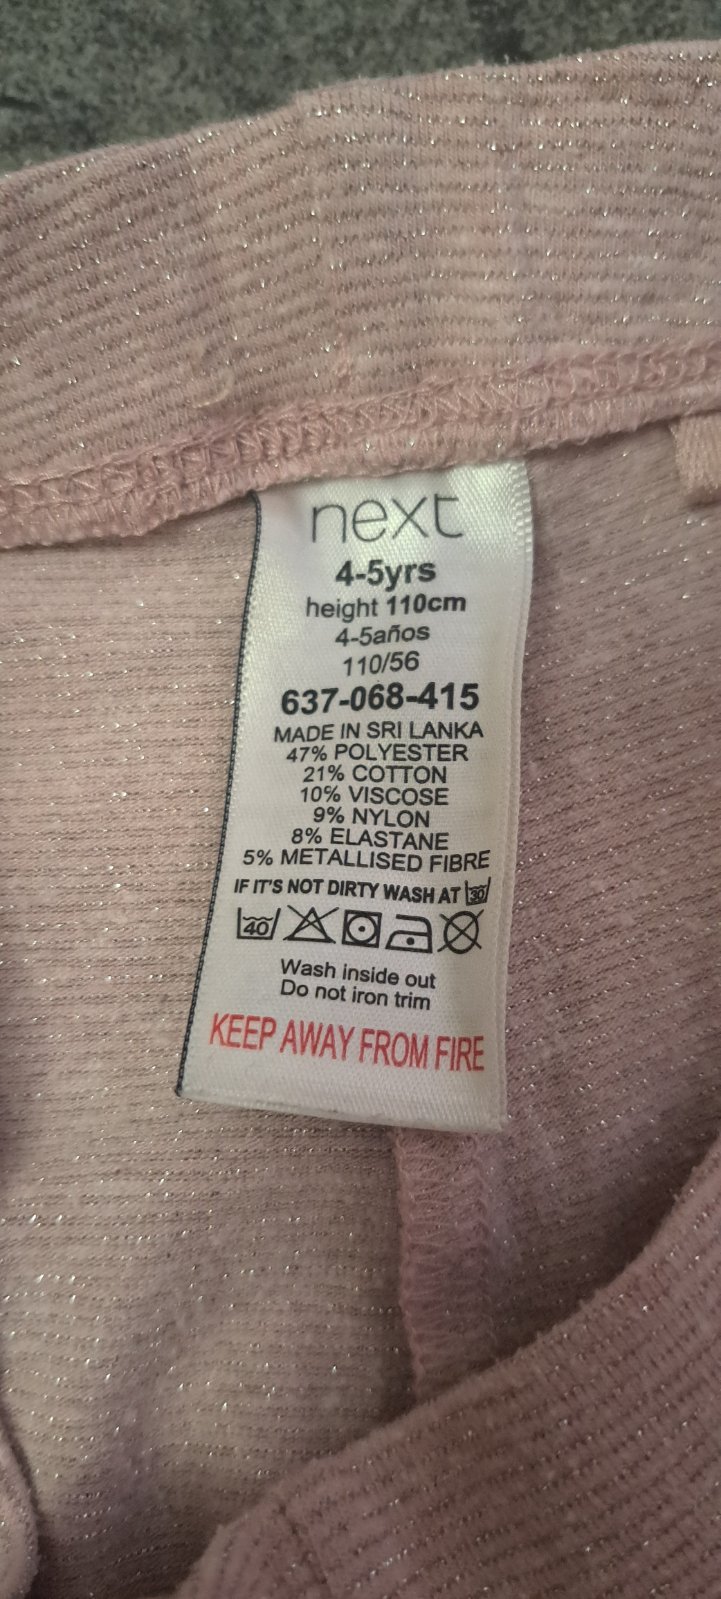 next
4-5yrs
height 110cm
4-5años
110/56
637-068-415
MADE IN SRI LANKA
47% POLYESTER
21% COTTON
10% VISCOSE
9% NYLON
8% ELASTANE
5% METALLISED FIBRE
IF IT'S NOT DIRTY WASH AT 30
40
Wash inside out
Do not iron trim
KEEP AWAY FROM FIRE